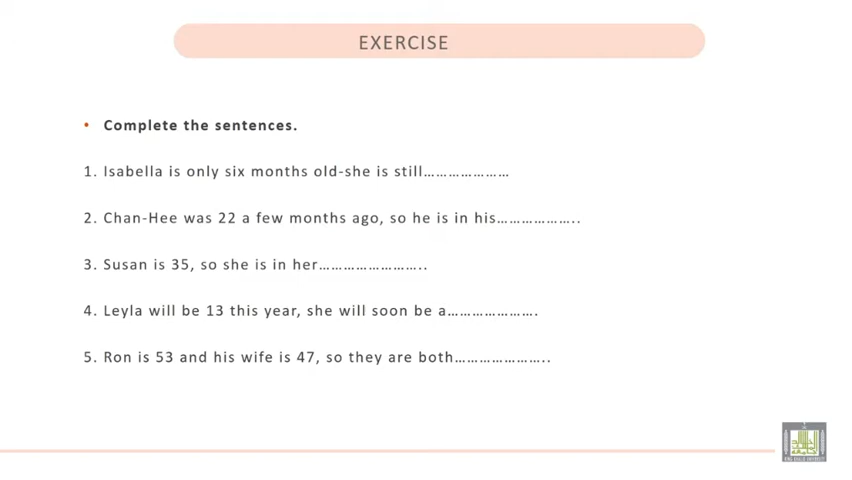 EXERCISE
• Complete the sentences.
1. Isabella is only six months old-she is still…………………
2. Chan-Hee was 22 a few months ago, so he is in his………………..
3. Susan is 35, so she is in her……………………..
4. Leyla will be 13 this year, she will soon be a………………….
5. Ron is 53 and his wife is 47, so they are both…………………..